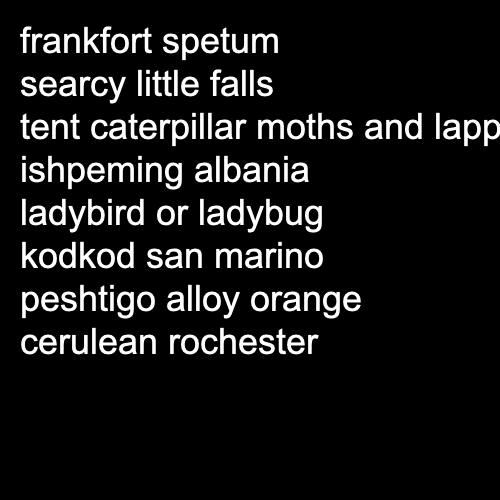 frankfort spetum
searcy little falls
tent caterpillar moths and lapp
ishpeming albania
ladybird or ladybug
kodkod san marino
peshtigo alloy orange
cerulean rochester